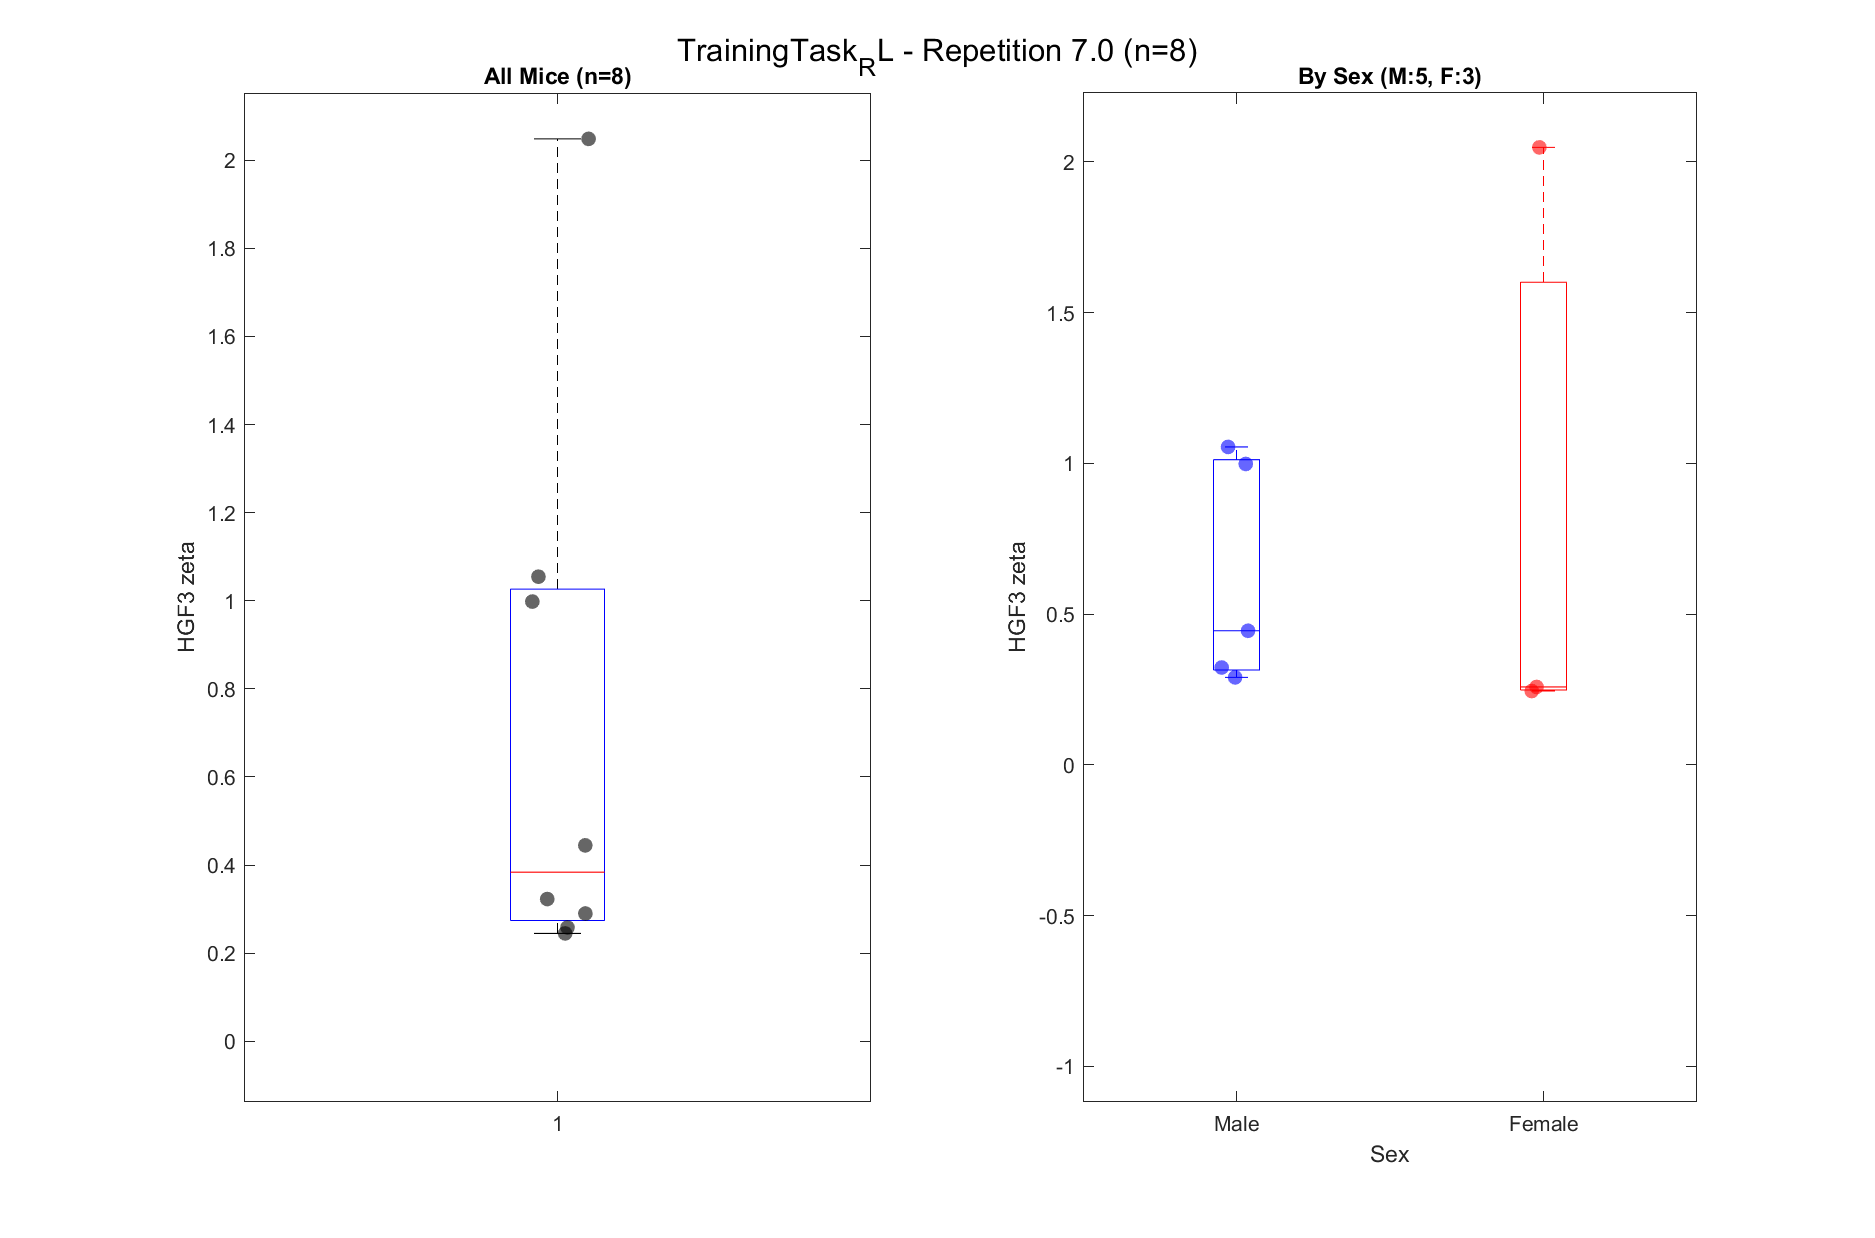 TrainingTask_RL - Repetition 7.0 (n=8)
All Mice (n=8)
HGF3 zeta
2
1.8
1.6
1.4
1.2
1
0.8
0.6
0.4
0.2
0
1
By Sex (M:5, F:3)
HGF3 zeta
2
1.5
1
0.5
0
-0.5
-1
Male Female
Sex